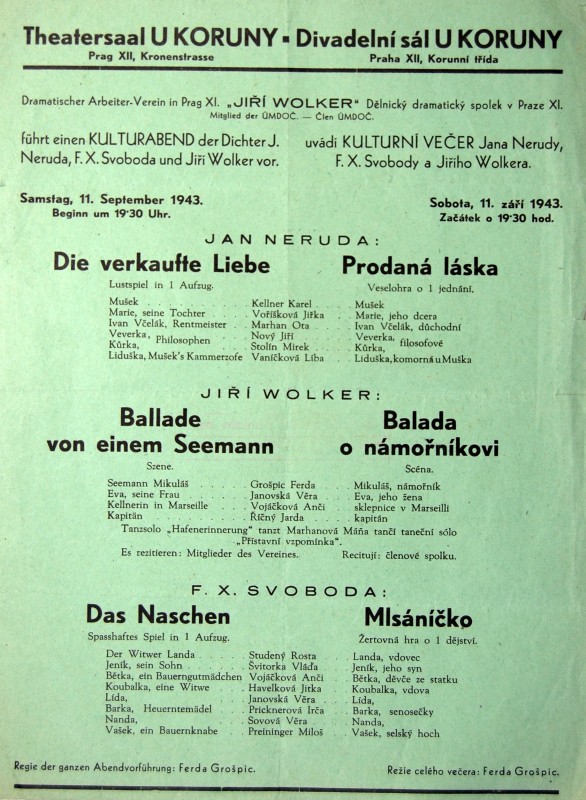 Theatersaal U KORUNY ▪ Divadelní sál U KORUNY
Prag XII, Kronenstrasse Praha XII, Korunní třída
Dramatischer Arbeiter-Verein in Prag XI. „JIŘÍ WOLKER" Dělnický dramatický spolek v Praze XI.
Mitglied der ÚMDOČ. — Člen ÚMDOČ.
führt einen KULTURABEND der Dichter J.
Neruda, F. X. Svoboda und Jiří Wolker vor.
uvádí KULTURNÍ VEČER Jana Nerudy,
F. X. Svobody a Jiřího Wolkera.
Samstag, 11. September 1943.
Beginn um 19·30 Uhr.
Sobota, 11. září 1943.
Začátek o 19·30 hod.
JAN NERUDA:
Die verkaufte Liebe Prodaná láska
Lustspiel in 1 Aufzug. Veselohra o 1 jednání.
Mušek . . . Kellner Karel . . . Mušek
Marie, seine Tochter . . . Voříšková Jiřka . . Marie, jeho dcera
Ivan Včelák, Rentmeister . . Marhan Ota . . . Ivan Včelák, důchodní
Veverka, Philosophen . . . Nový Jiří . . . Veverka, filosofové
Kůrka, . . . Stolín Mirek . . . Kůrka,
Liduška, Mušek's Kammerzofe Vaníčková Liba . . Liduška, komorná u Muška
JIŘÍ WOLKER:
Ballade
von einem Seemann
Balada
o námořníkovi
Szene. Scéna.
Seemann Mikuláš . . . Grošpic Ferda . . . Mikuláš, námořník
Eva, seine Frau . . . Janovská Věra . . . Eva, jeho žena
Kellnerin in Marseille . . Vojáčková Anči . . sklepnice v Marseilli
Kapitän . . . Říčný Jarda . . . kapitán
Tanzsolo „Hafenerinnerung" tanzt Marhanová Máňa tančí taneční sólo
„Přístavní vzpomínka".
Es rezitieren: Mitglieder des Vereines. Recitují: členové spolku.
F. X. SVOBODA:
Das Naschen Mlsáníčko
Spasshaftes Spiel in 1 Aufzug. Žertovná hra o 1 dějství.
Der Witwer Landa . . . Studený Rosta . . Landa, vdovec
Jeník, sein Sohn . . . Švitorka Vláďa . . Jeník, jeho syn
Bětka, ein Bauerngutmädchen Vojáčková Anči . . Bětka, děvče ze statku
Koubalka, eine Witwe . . Havelková Jitka . . Koubalka, vdova
Lída, . . . Janovská Věra . . Lída,
Barka, Heuerntemädel . . Pricknerová Irča . . Barka, senosečky
Nanda, . . . Sovová Věra . . Nanda,
Vašek, ein Bauernknabe . . Preininger Miloš . . Vašek, selský hoch
Regie der ganzen Abendvorführung: Ferda Grošpic. Režie celého večera: Ferda Grošpic.